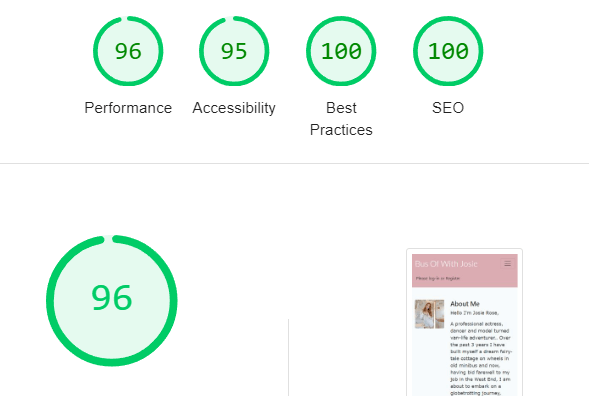 96 95 100 100
Performance Accessibility Best Practices SEO
96
Bus Of With Josie
Please log in or Register
About Me
Hello I'm Josie Rose,
A professional actress,
dancer and model turned
van-life adventurer. Over
the past 3 years I have
built myself a dream fairy-
tale cottage on wheels in
old minibus and now,
having bid farewell to my
job in the West End, I am
about to embark on a
globetrotting journey,